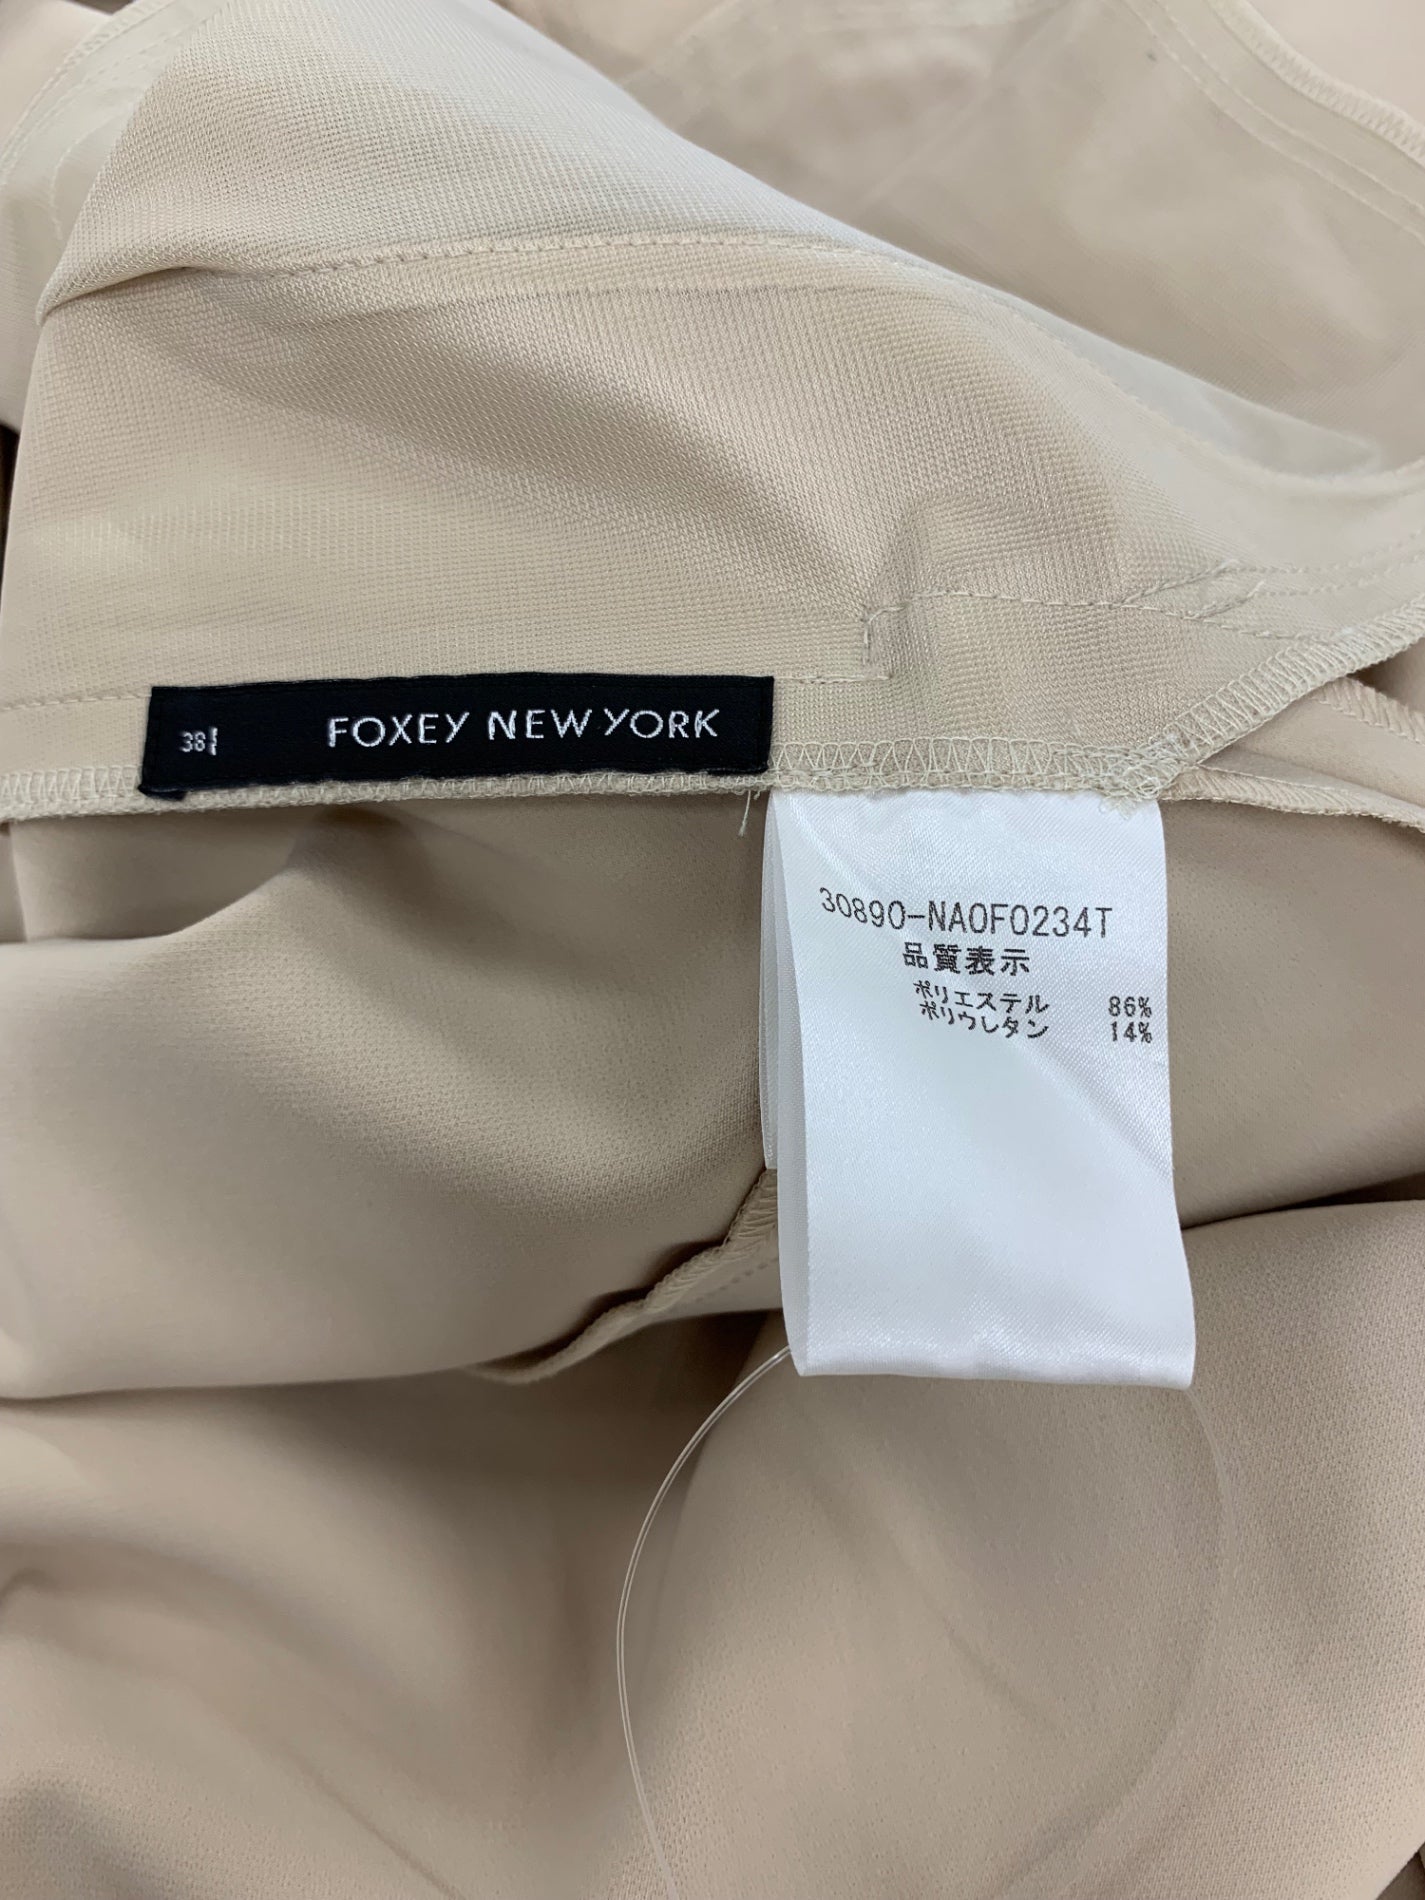 38
FOXEY NEW YORK
30890-NAOF0234T
品質表示
ポリエステル 86%
ポリウレタン 14%